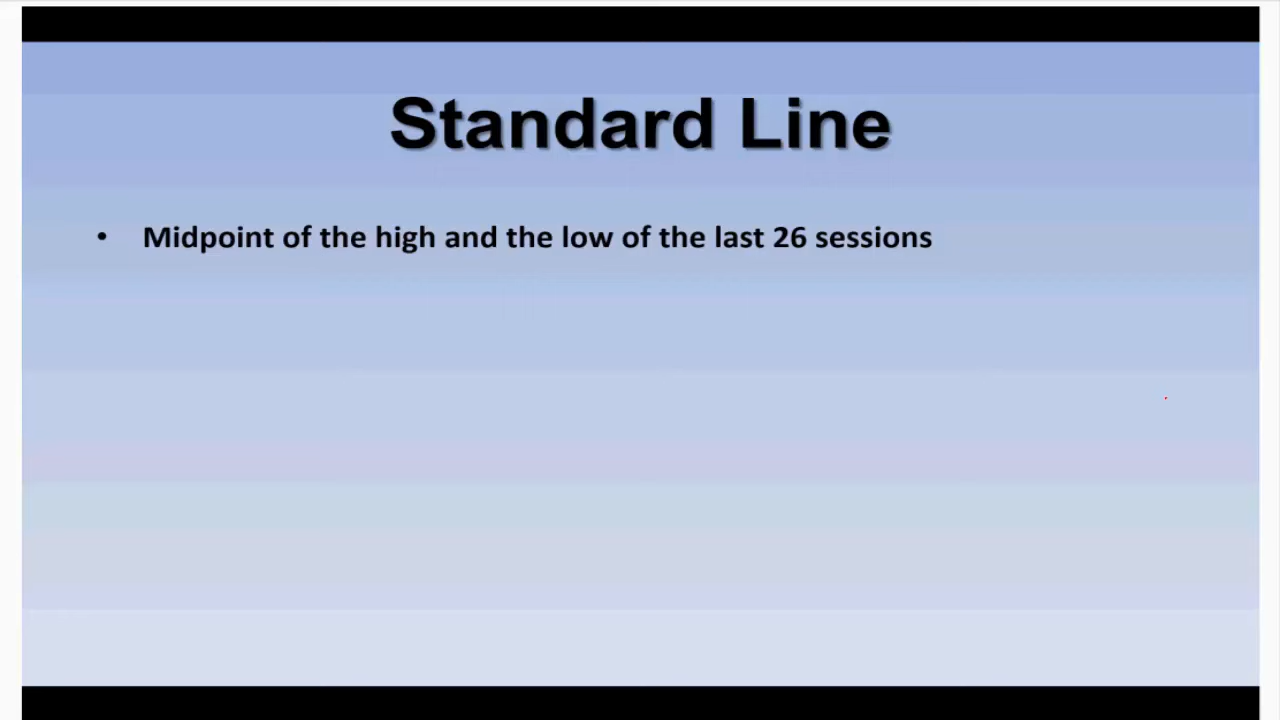 Standard Line
• Midpoint of the high and the low of the last 26 sessions